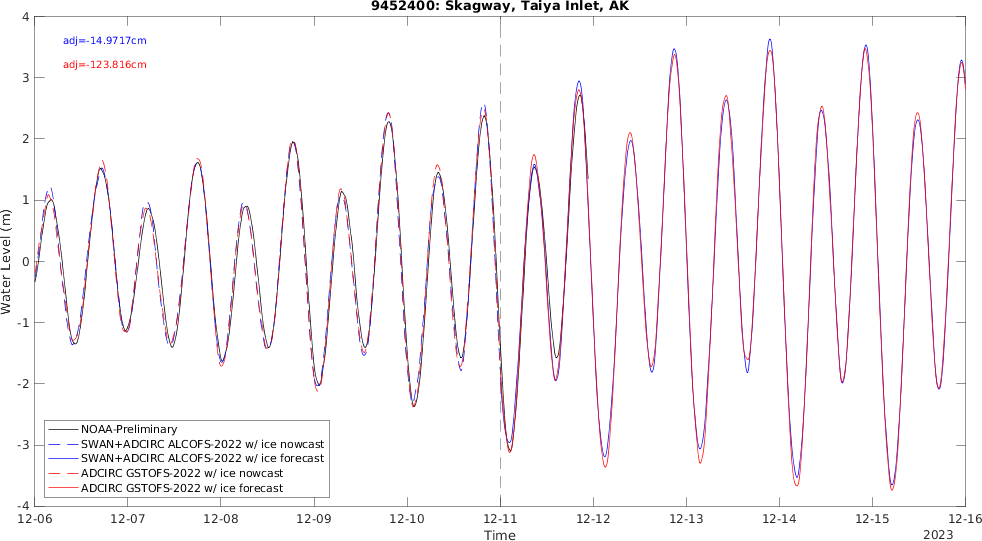 9452400: Skagway, Taiya Inlet, AK
4
adj=-14.9717cm
adj=-123.816cm
3
2
1
0
-1
-2
-3
-4
Water Level (m)
NOAA-Preliminary
SWAN+ADCIRC ALCOFS-2022 w/ ice nowcast
SWAN+ADCIRC ALCOFS-2022 w/ ice forecast
ADCIRC GSTOFS-2022 w/ ice nowcast
ADCIRC GSTOFS-2022 w/ ice forecast
12-06 12-07 12-08 12-09 12-10 12-11 12-12 12-13 12-14 12-15 12-16
Time
2023